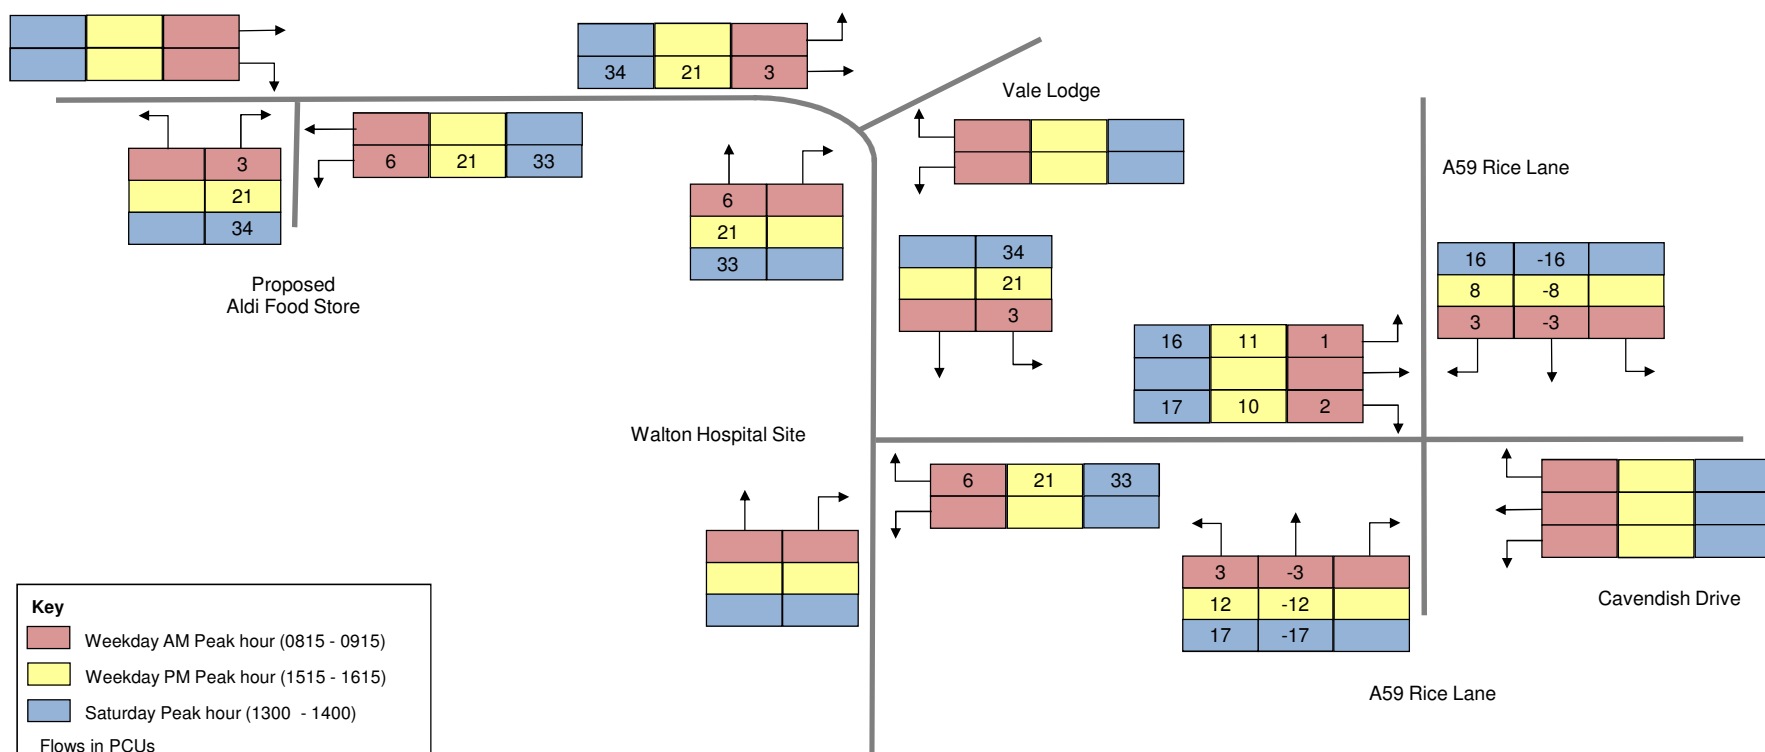 34 21 3
Vale Lodge
3
21
34
6 21 33
A59 Rice Lane
6
21
33
34
21
3
16 -16
8 -8
3 -3
Proposed
Aldi Food Store
16 11 1
17 10 2
Walton Hospital Site
6 21 33
3 -3
12 -12
17 -17
Cavendish Drive
A59 Rice Lane
Key
Weekday AM Peak hour (0815 - 0915)
Weekday PM Peak hour (1515 - 1615)
Saturday Peak hour (1300 - 1400)
Flows in PCUs